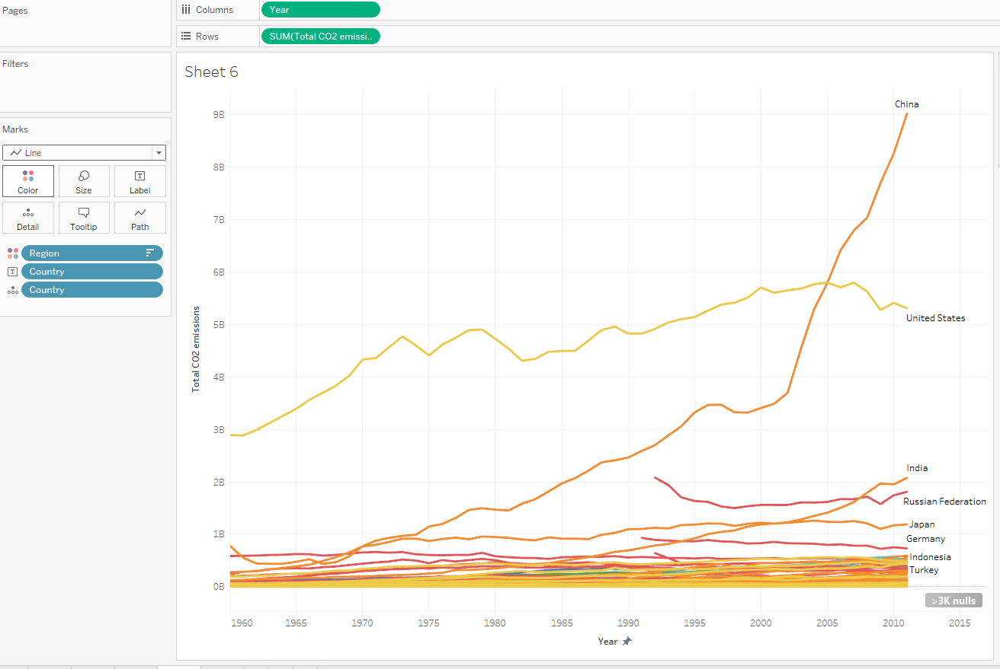 Pages
Columns
Year
Rows
SUM(Total CO2 emissi..
Filters
Marks
Line
Color
Size
Label
Detail
Tooltip
Path
Region
Country
Country
Sheet 6
9B
8B
7B
6B
5B
4B
3B
2B
1B
0B
Total CO2 emissions
China
United States
India
Russian Federation
Japan
Germany
Indonesia
Turkey
>3K nulls
1960
1965
1970
1975
1980
1985
1990
1995
2000
2005
2010
2015
Year